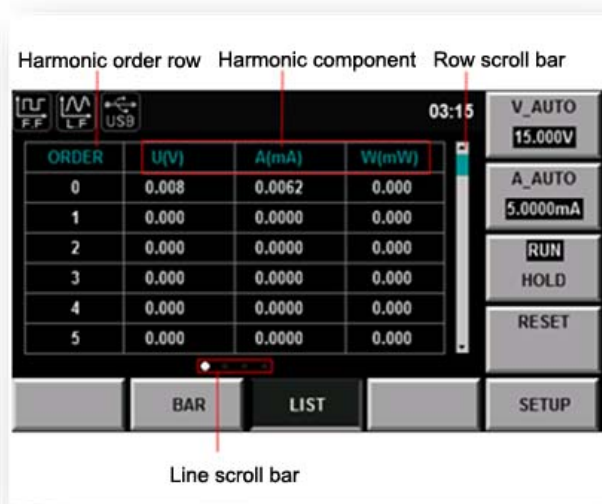 Harmonic order row Harmonic component Row scroll bar
F.F L.F USB 03:15
V_AUTO
15.000V
ORDER U(V) A(mA) W(mW)
0 0.008 0.0062 0.000
A_AUTO
5.0000mA
1 0.000 0.0000 0.000
2 0.000 0.0000 0.000
RUN
HOLD
3 0.000 0.0000 0.000
4 0.000 0.0000 0.000
RESET
5 0.000 0.0000 0.000
BAR LIST SETUP
Line scroll bar